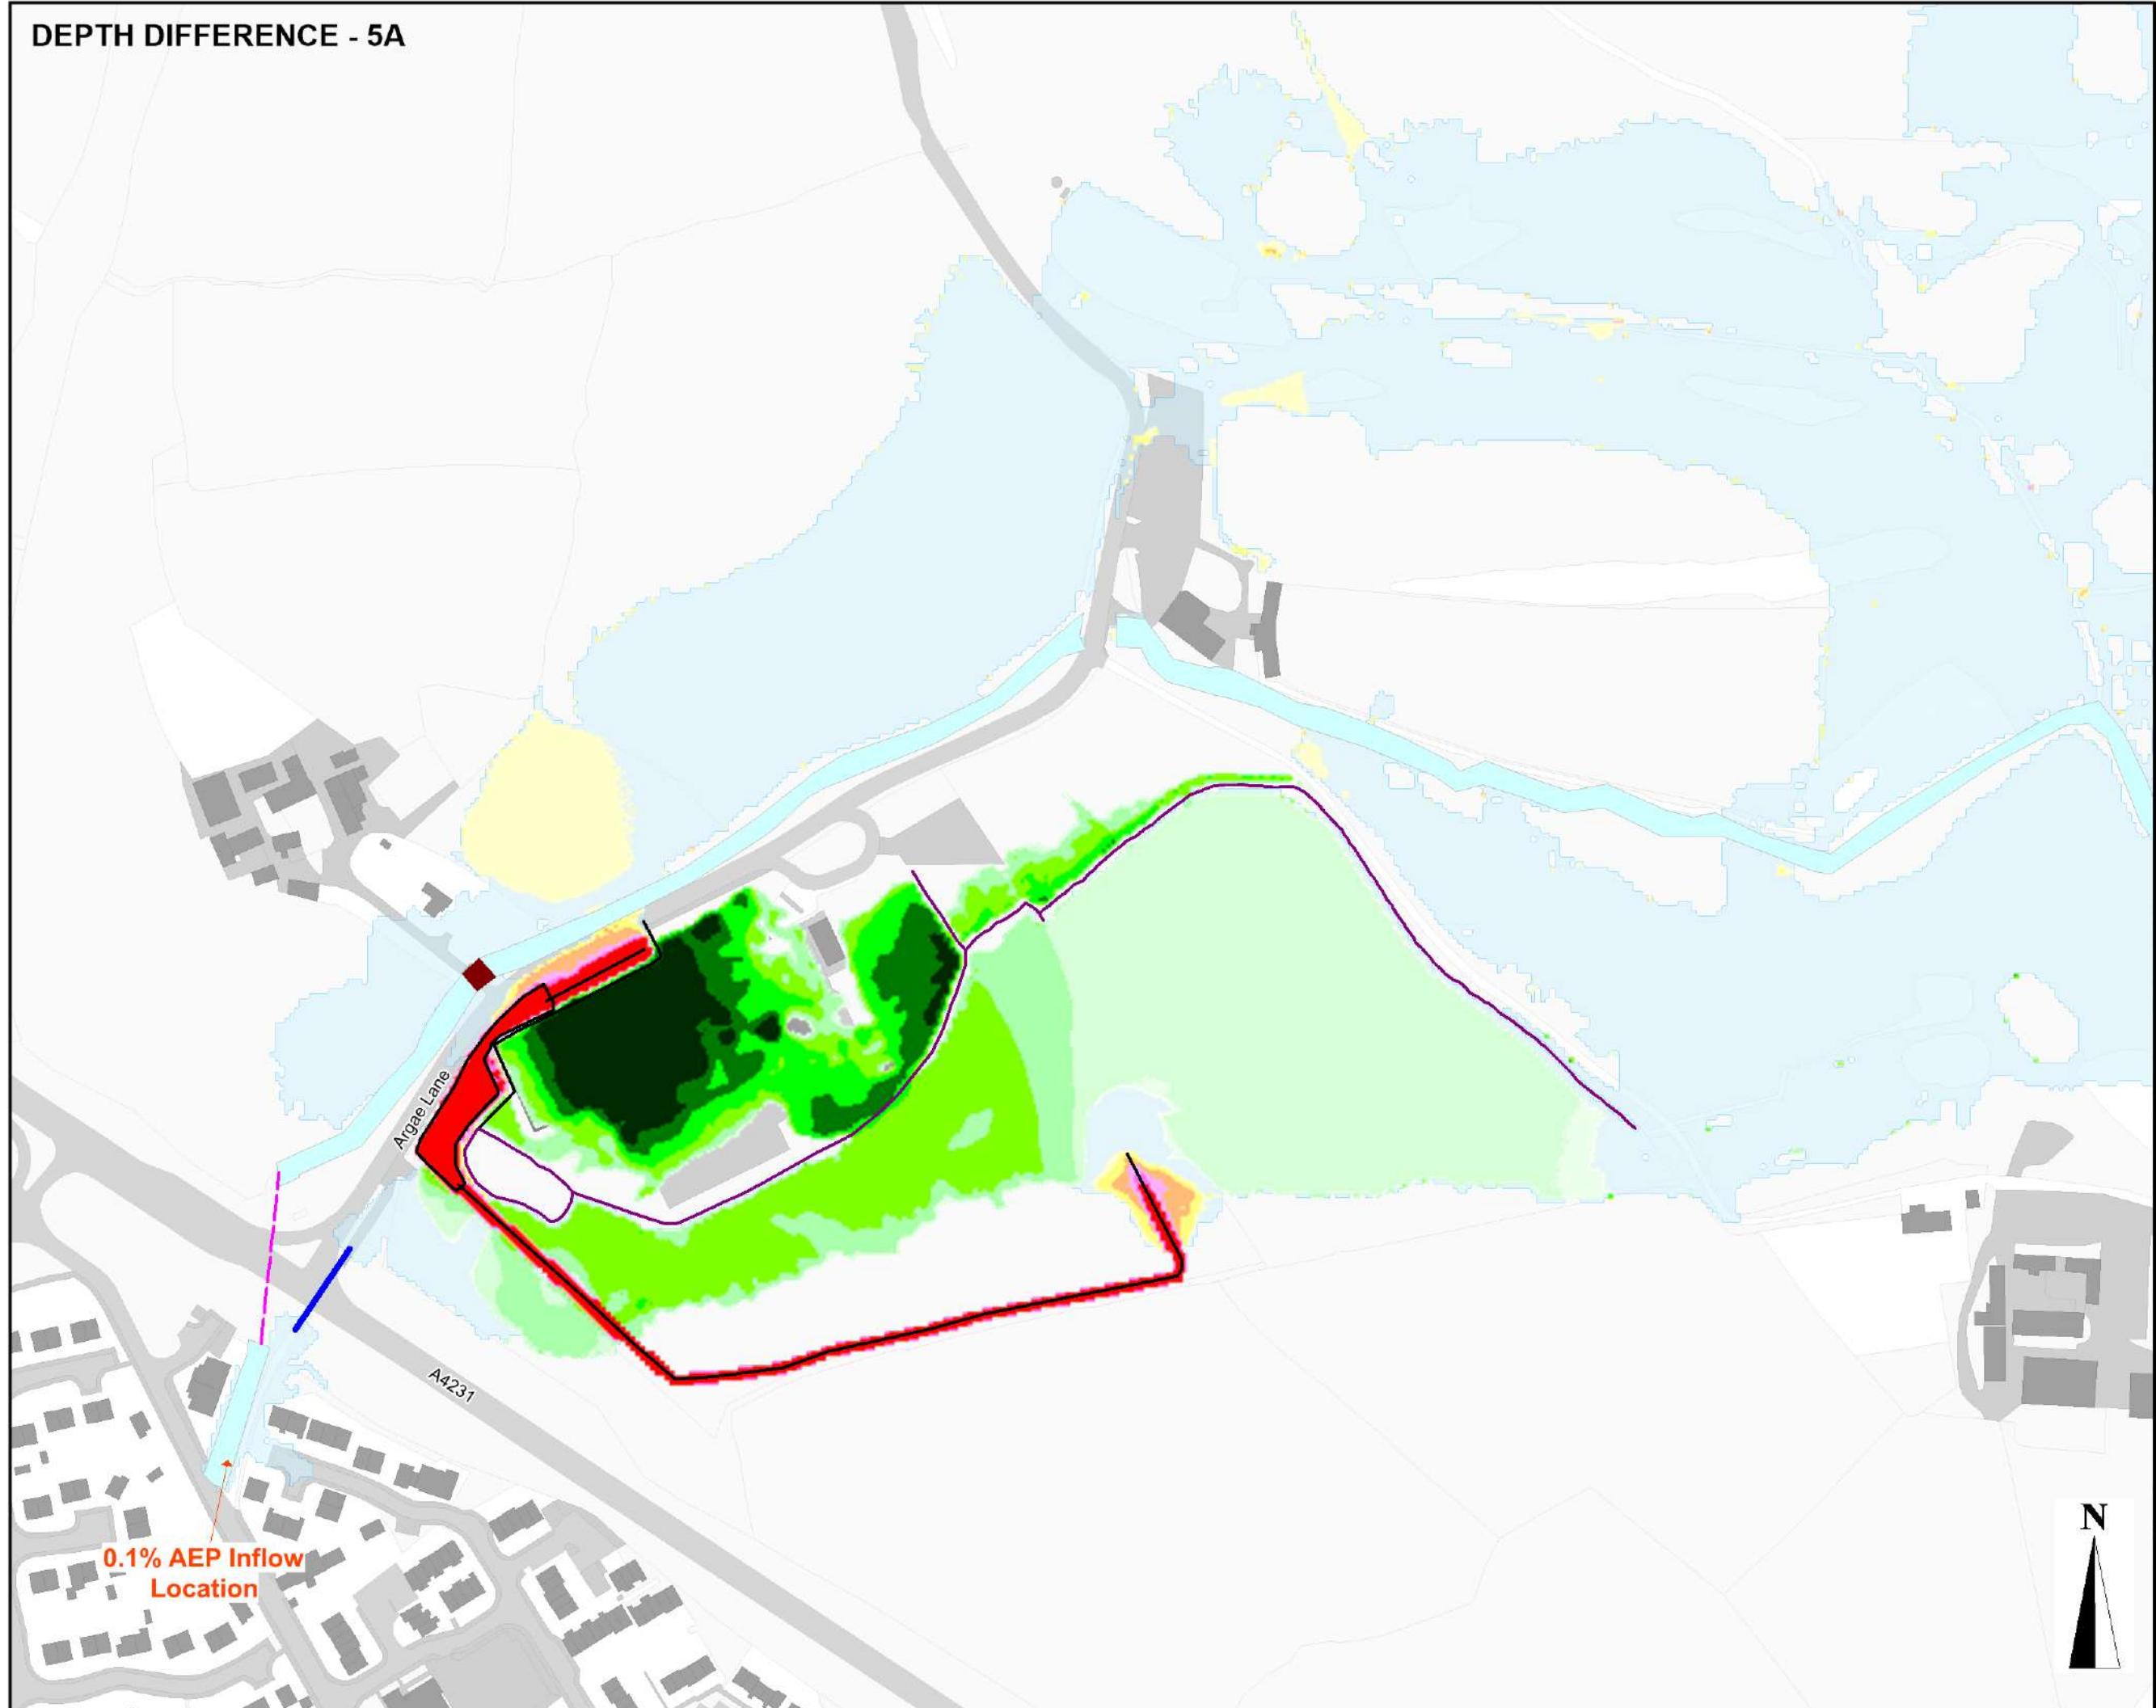 DEPTH DIFFERENCE - 5A
Argae Lane
A4231
0.1% AEP Inflow
Location
N